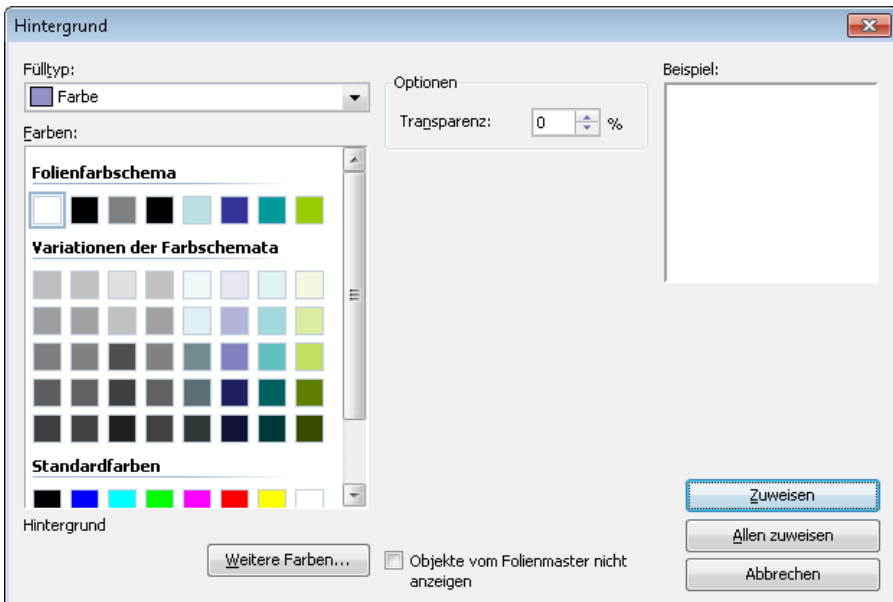 Hintergrund
Fülltyp:
Farbe
Farben:
Folienfarbschema
Variationen der Farbschemata
Standardfarben
Hintergrund
Weitere Farben...
Optionen
Transparenz:
0
%
Objekte vom Folienmaster nicht
anzeigen
Beispiel:
Zuweisen
Allen zuweisen
Abbrechen